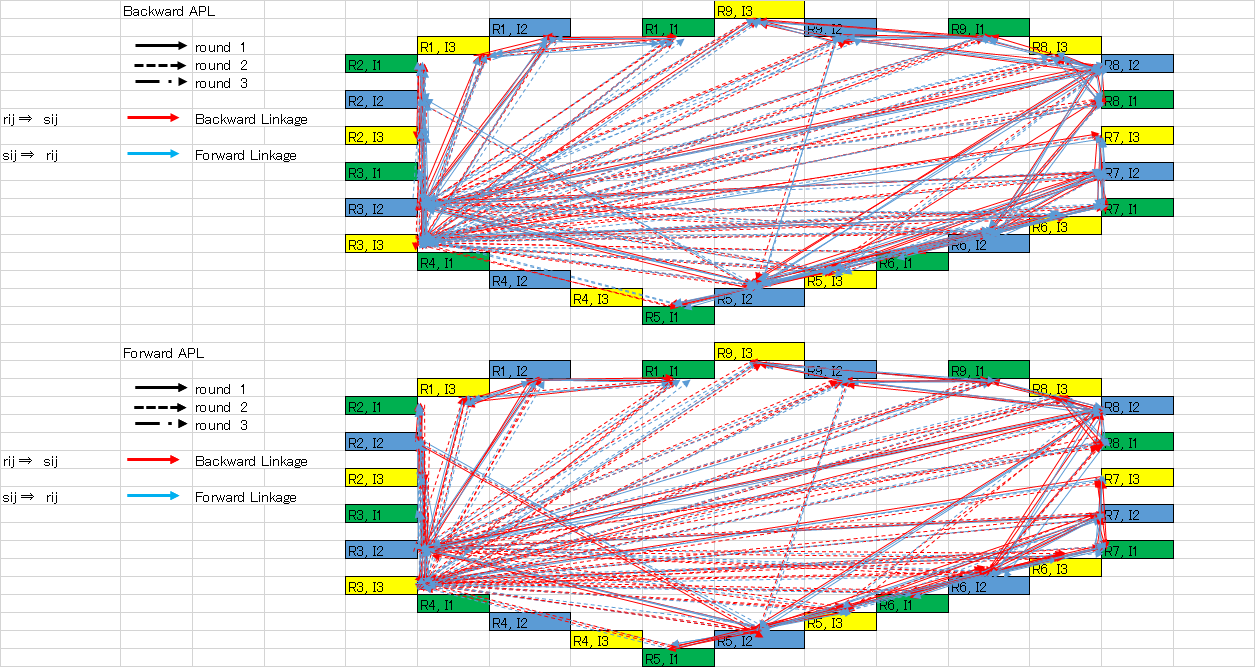 Backward APL
R9, I3
R1, I2
R1, I1
R9, I2
R9, I1
round 1
R1, I3
R8, I3
round 2
R2, I1
R8, I2
round 3
R2, I2
R8, I1
rij⇒ sij
Backward Linkage
R2, I3
R7, I3
sij⇒ rij
Forward Linkage
R3, I1
R7, I2
R3, I2
R7, I1
R6, I3
R3, I3
R6, I2
R4, I1
R6, I1
R4, I2
R5, I3
R4, I3
R5, I2
R5, I1
Forward APL
R9, I3
R1, I2
R1, I1
R9, I2
R9, I1
round 1
R1, I3
R8, I3
round 2
R2, I1
R8, I2
round 3
R2, I2
R8, I1
rij⇒ sij
Backward Linkage
R2, I3
R7, I3
sij⇒ rij
Forward Linkage
R3, I1
R7, I2
R3, I2
R7, I1
R6, I3
R3, I3
R6, I2
R4, I1
R6, I1
R4, I2
R5, I3
R4, I3
R5, I2
R5, I1